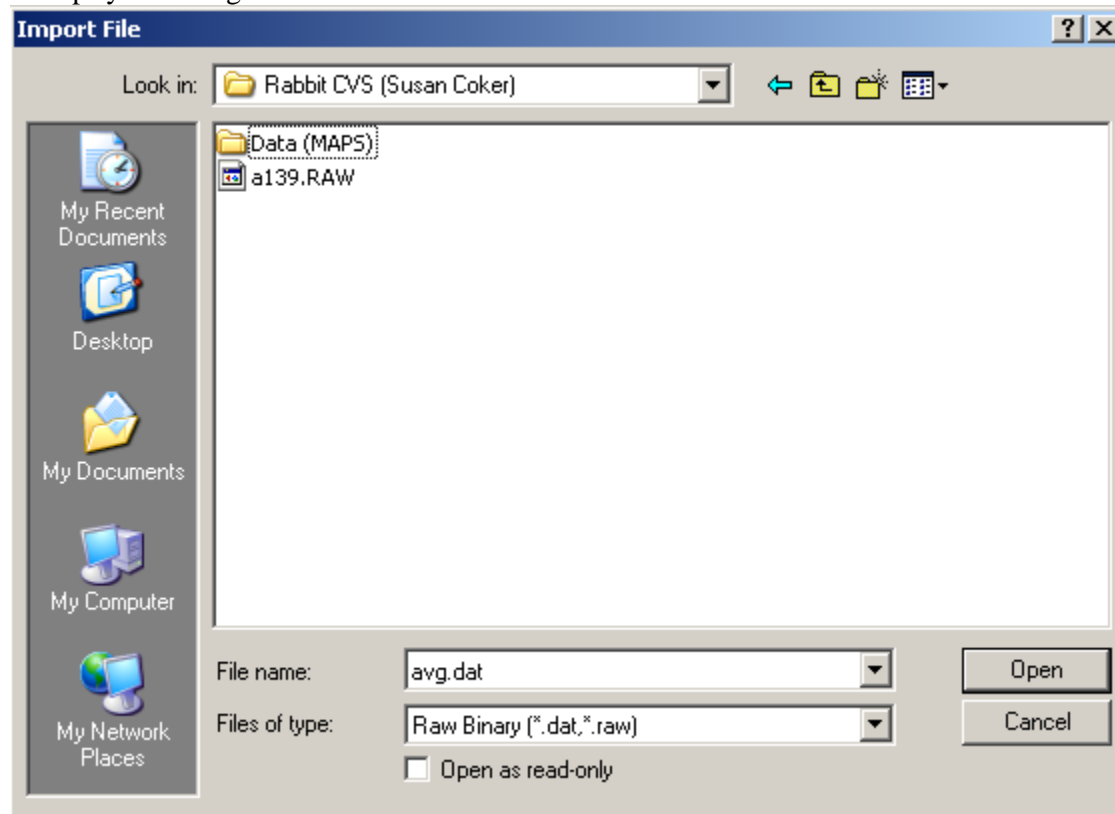 Import File
Look in: Rabbit CVS (Susan Coker)
Data (MAPS)
a139.RAW
My Recent
Documents
Desktop
My Documents
My Computer
My Network
Places
File name: avg.dat
Open
Files of type: Raw Binary (*.dat,*.raw)
Cancel
Open as read-only